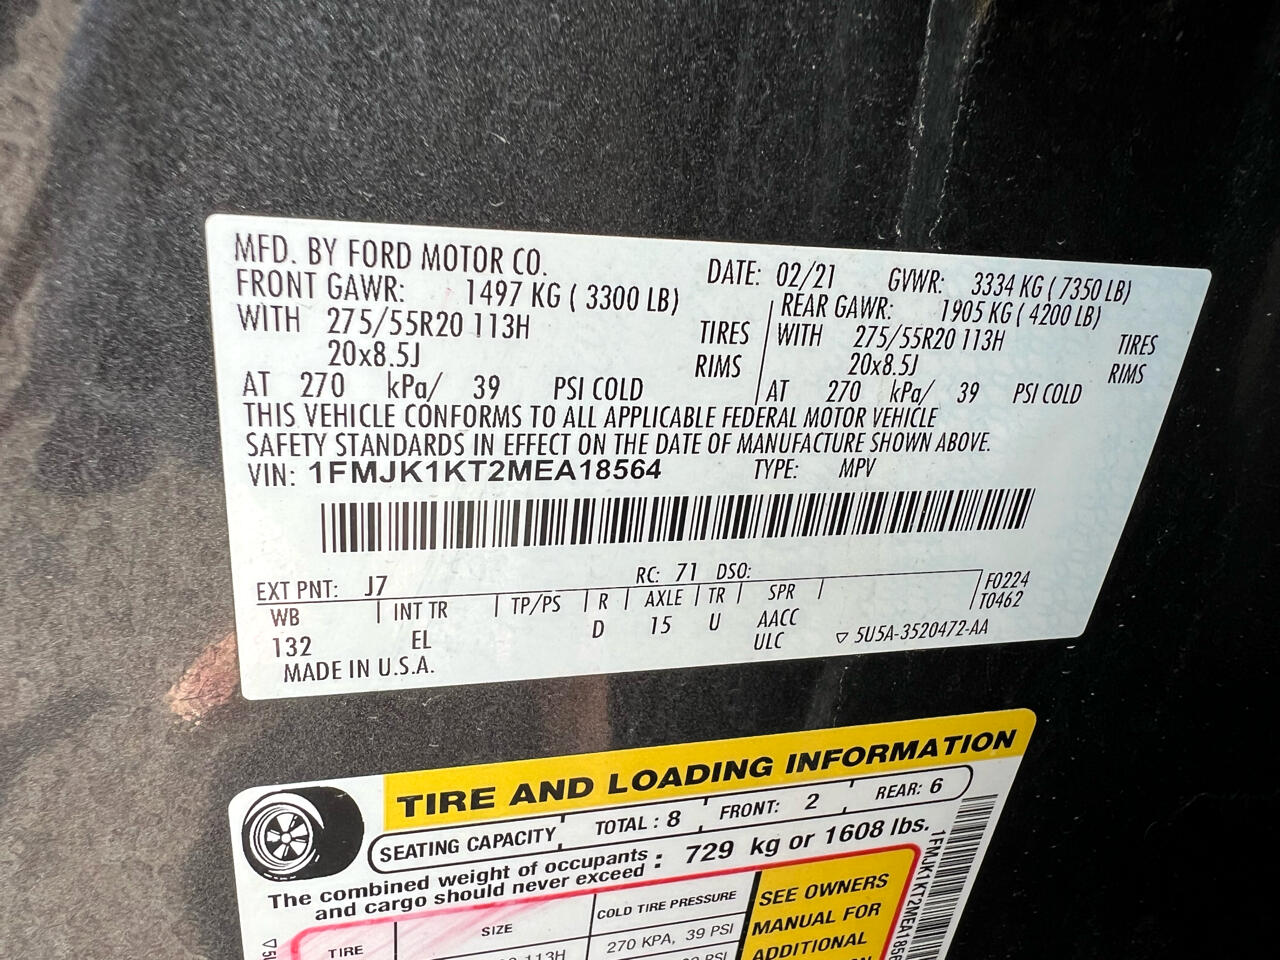 MFD. BY FORD MOTOR CO.
DATE: 02/21 GVWR: 3334 KG ( 7350 LB)
FRONT GAWR: 1497 KG ( 3300 LB)
REAR GAWR: 1905 KG ( 4200 LB)
WITH 275/55R20 113H TIRES
WITH 275/55R20 113H TIRES
20x8.5J RIMS
20x8.5J RIMS
AT 270 kPa/ 39 PSI COLD
AT 270 kPa/ 39 PSI COLD
THIS VEHICLE CONFORMS TO ALL APPLICABLE FEDERAL MOTOR VEHICLE
SAFETY STANDARDS IN EFFECT ON THE DATE OF MANUFACTURE SHOWN ABOVE.
VIN: 1FMJK1KT2MEA18564 TYPE: MPV
EXT PNT: J7 RC: 71 DSO:
WB INT TR TP/PS R AXLE TR SPR F0224
T0462
132 EL D 15 U AACC
ULC
▽ 5U5A-3520472-AA
MADE IN U.S.A.
TIRE AND LOADING INFORMATION
SEATING CAPACITY TOTAL : 8 FRONT: 2 REAR: 6
The combined weight of occupants
and cargo should never exceed : 729 kg or 1608 lbs.
TIRE SIZE COLD TIRE PRESSURE
113H 270 KPA, 39 PSI
PSI
SEE OWNERS
MANUAL FOR
ADDITIONAL
1FMJK1KT2MEA185